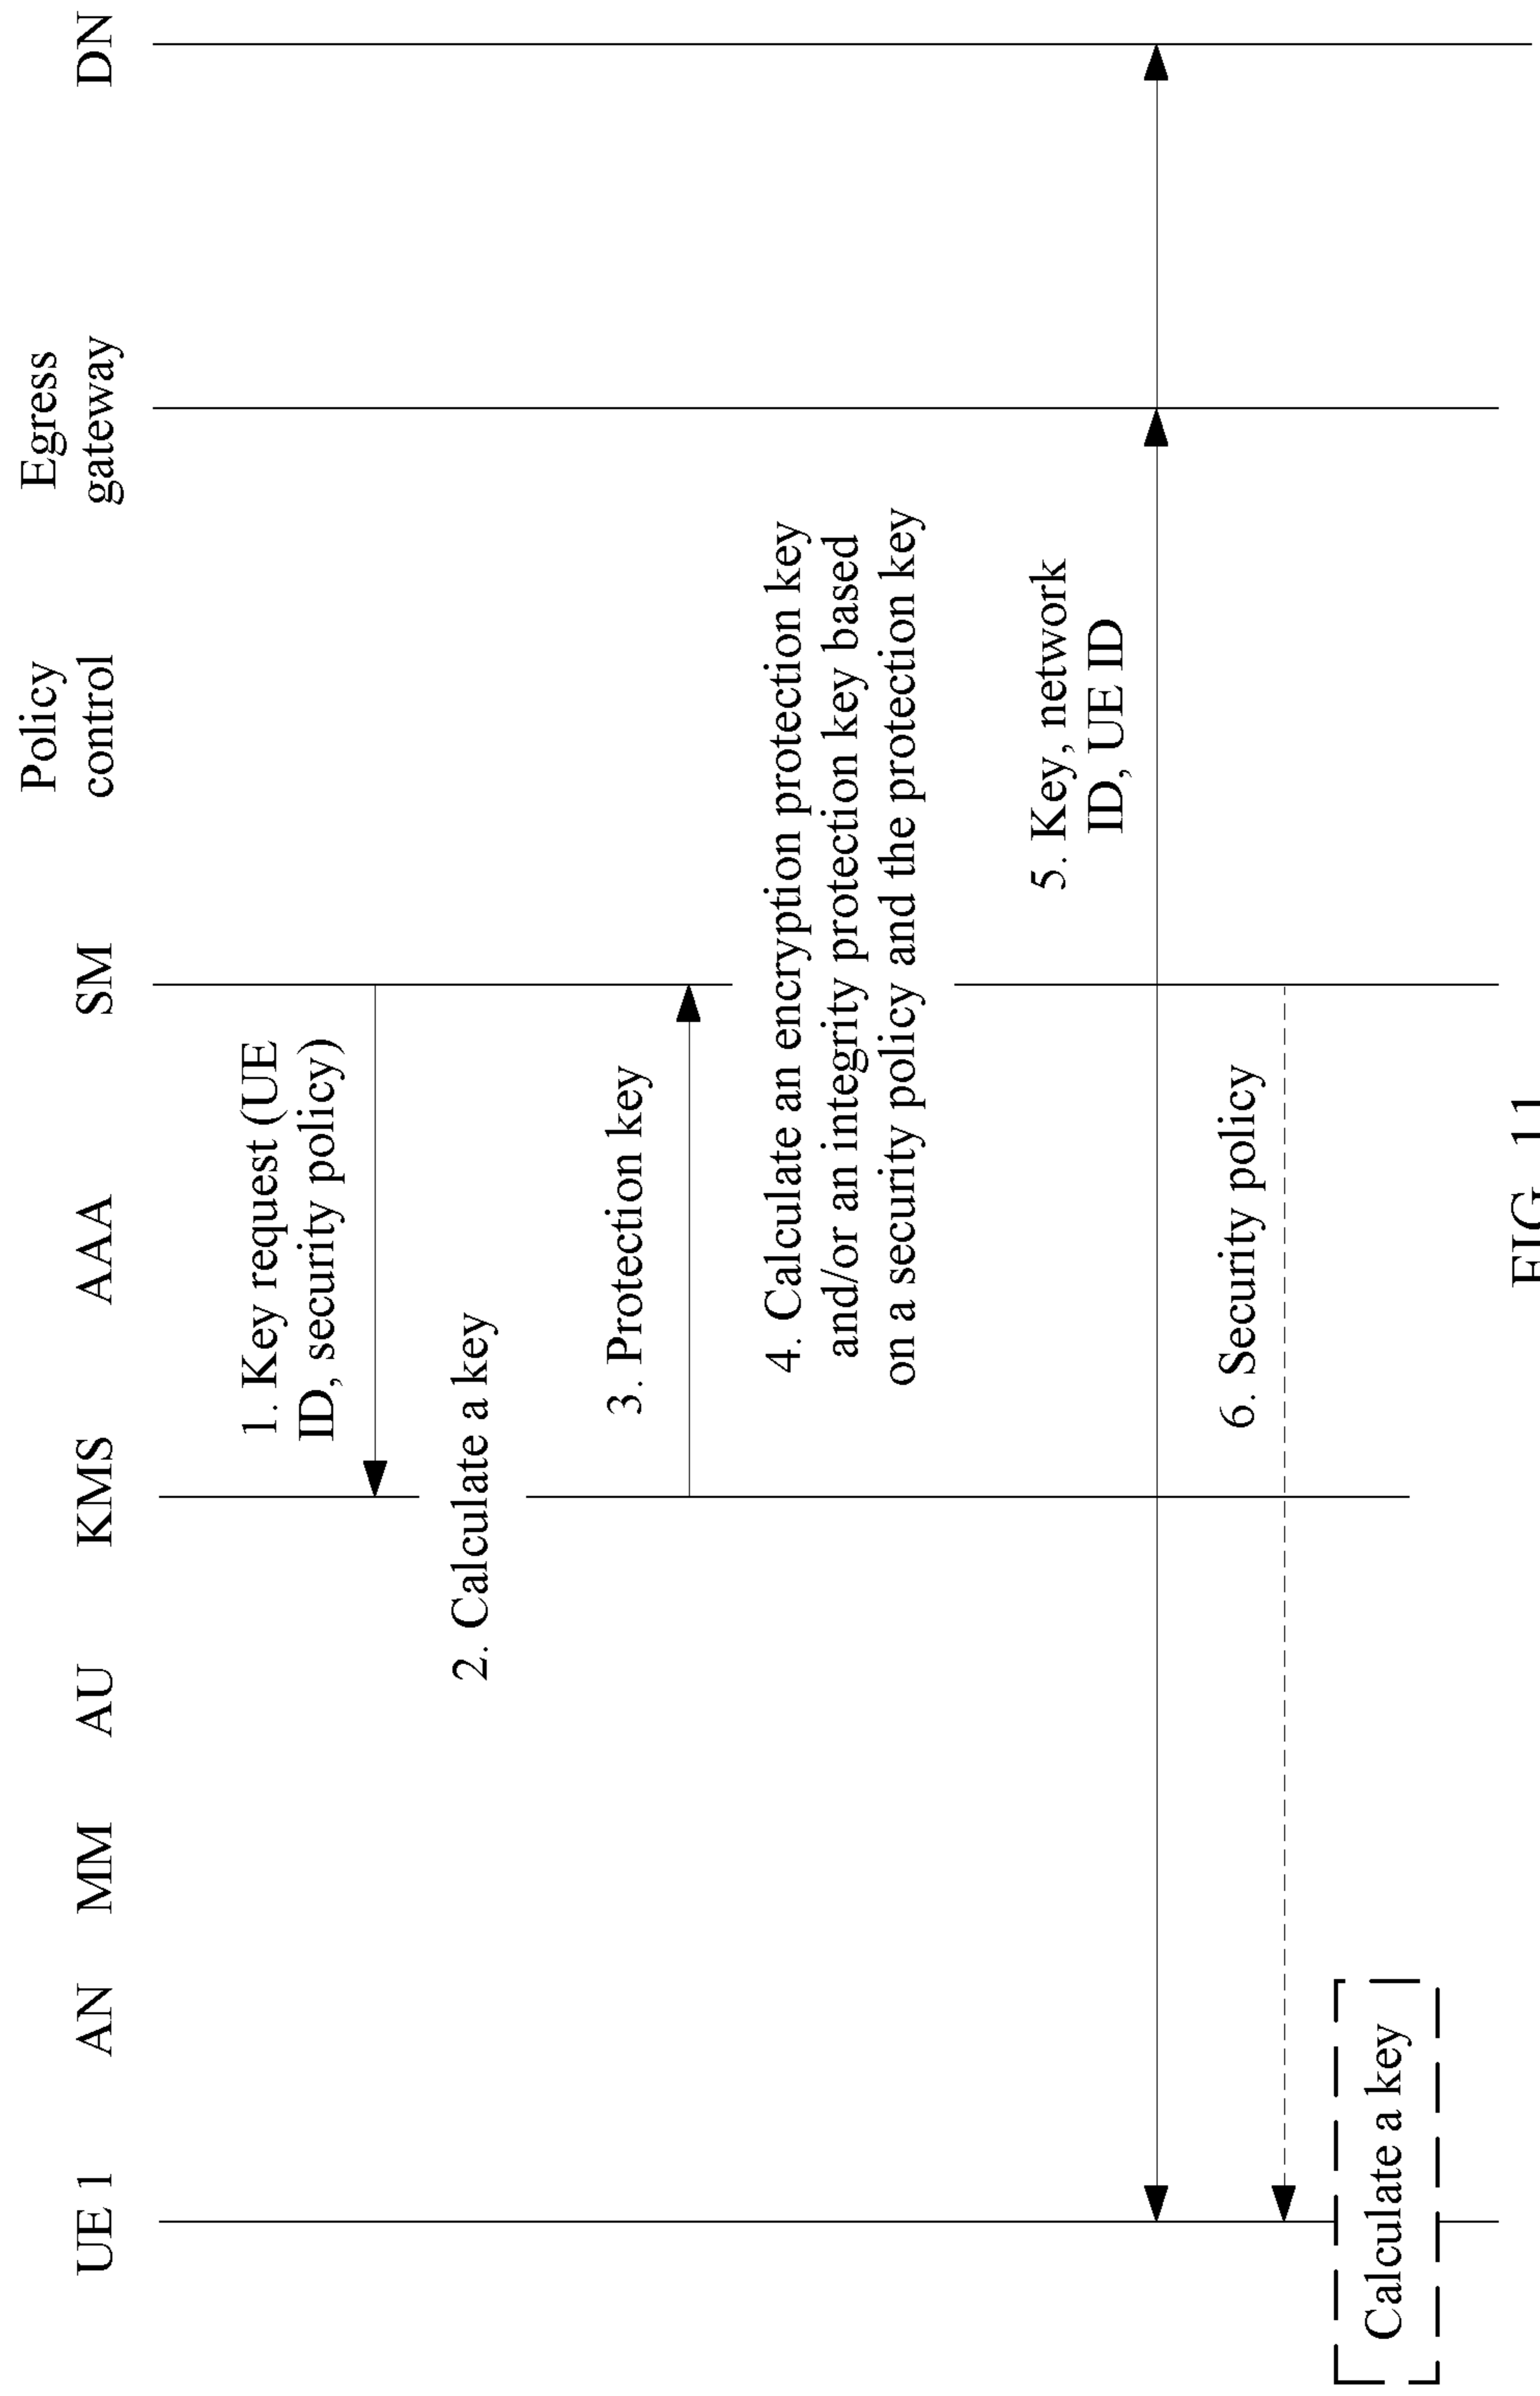 UE 1
AN
MM
AU
KMS
AAA
SM
Policy
control
Egress
gateway
DN
1. Key request (UE
ID, security policy)
2. Calculate a key
3. Protection key
4. Calculate an encryption protection key
and/or an integrity protection key based
on a security policy and the protection key
5. Key, network
ID, UE ID
6. Security policy
Calculate a key
FIG. 11